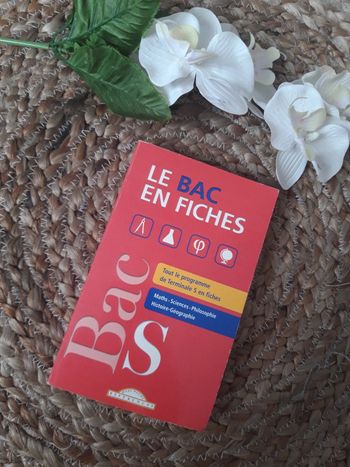 LE BAC
EN FICHES
φ
Tout le programme
de Terminale S en fiches
Maths · Sciences · Philosophie
Histoire-Géographie
Bac
S